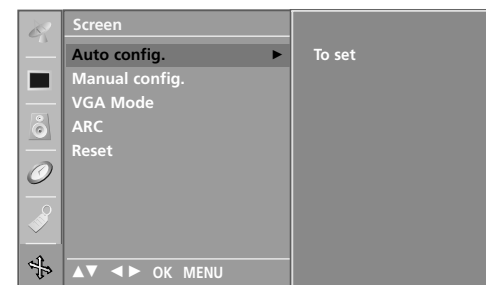 Screen
Auto config. ► To set
Manual config.
VGA Mode
ARC
Reset
▲▼ ◄► OK MENU